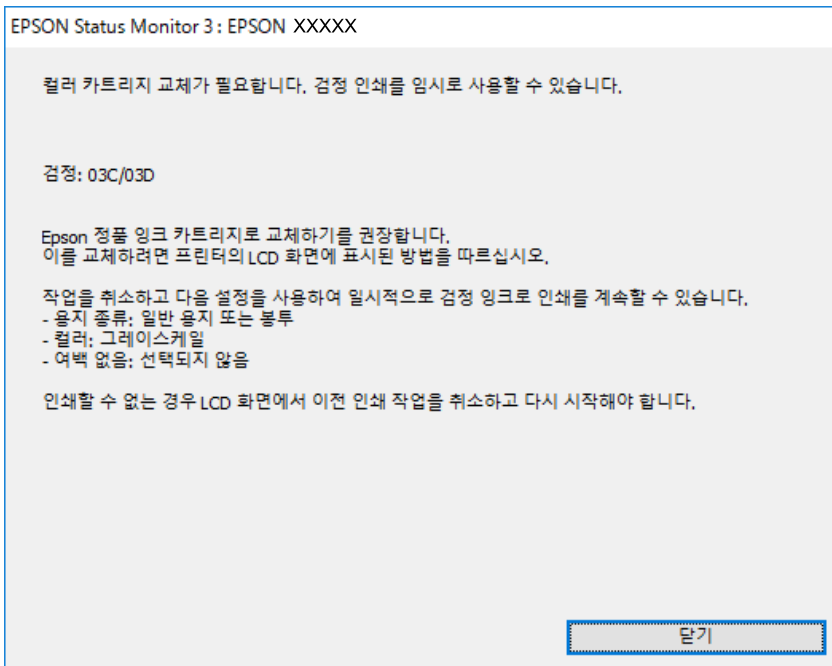 EPSON Status Monitor 3 : EPSON XXXXX
컬러 카트리지 교체가 필요합니다. 검정 인쇄를 임시로 사용할 수 있습니다.
검정: 03C/03D
Epson 정품 잉크 카트리지로 교체하기를 권장합니다.
이를 교체하려면 프린터의 LCD 화면에 표시된 방법을 따르십시오.
작업을 취소하고 다음 설정을 사용하여 일시적으로 검정 잉크로 인쇄를 계속할 수 있습니다.
- 용지 종류: 일반 용지 또는 봉투
- 컬러: 그레이스케일
- 여백 없음: 선택되지 않음
인쇄할 수 없는 경우 LCD 화면에서 이전 인쇄 작업을 취소하고 다시 시작해야 합니다.
닫기